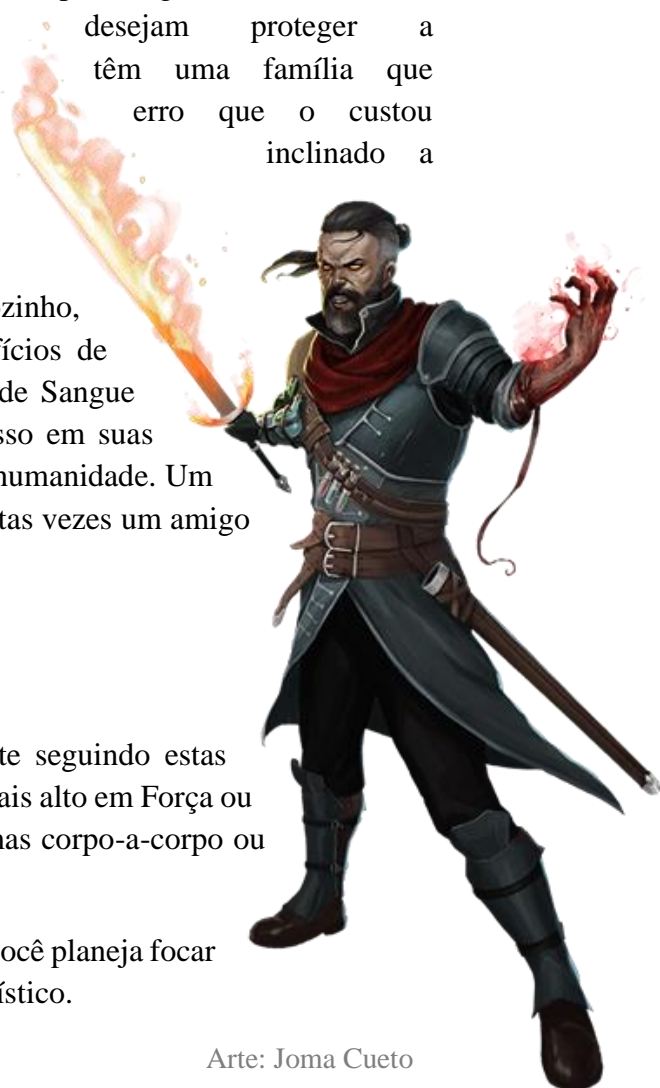 desejam proteger a
têm uma família que
erro que o custou
inclinado a
zinho,
fícios de
de Sangue
sso em suas
humanidade. Um
tas vezes um amigo
te seguindo estas
ais alto em Força ou
nas corpo-a-corpo ou
ocê planeja focar
ístico.
Arte: Joma Cueto